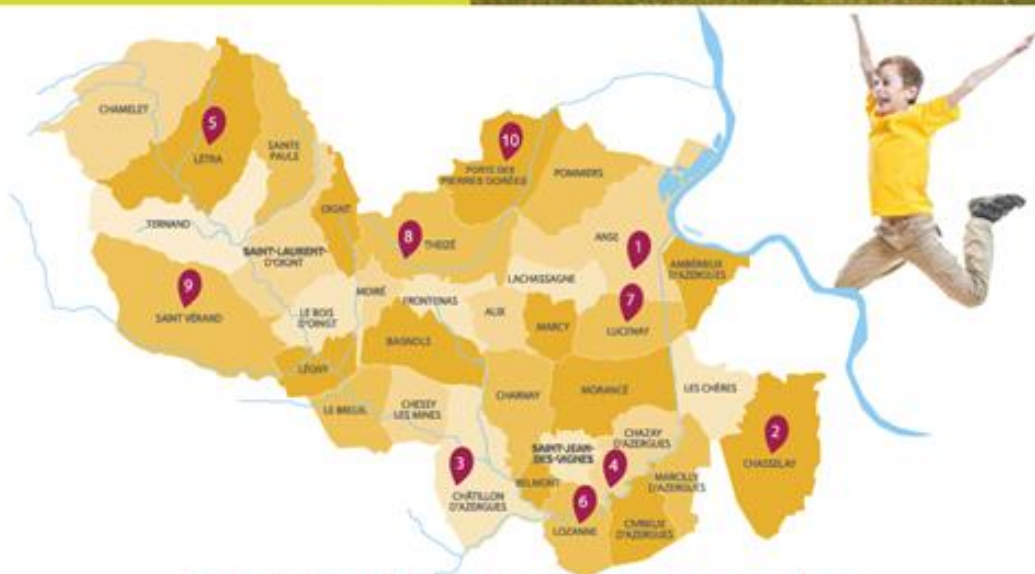 CHAMELET
5
LÉTRA
SAINTE
PAULE
10
PORTE DES
PIERRES DORÉES
POMMIERS
TERNAND
OIGNT
SAINT-LAURENT-
D'OIGNT
8
THEIZÉ
ANSE
1
AMBÉRIEUX
D'AZERGUES
9
SAINT VÉRAND
MOIRÉ
FRONTENAS
LACHASSAGNE
7
LUCENAY
LE BOIS
D'OINGT
ALIX
MARCY
BAGNOLS
LÉGNY
LE BREUIL
CHESSY
LES MINES
CHARNAY
MORANCÉ
LES CHÈRES
2
CHASSELAY
3
CHÂTILLON
D'AZERGUES
SAINT-JEAN-
DES-VIGNES
CHAZAY
D'AZERGUES
4
BELMONT
MARCILLY
D'AZERGUES
6
LOZANNE
CIVRIEUX
D'AZERGUES